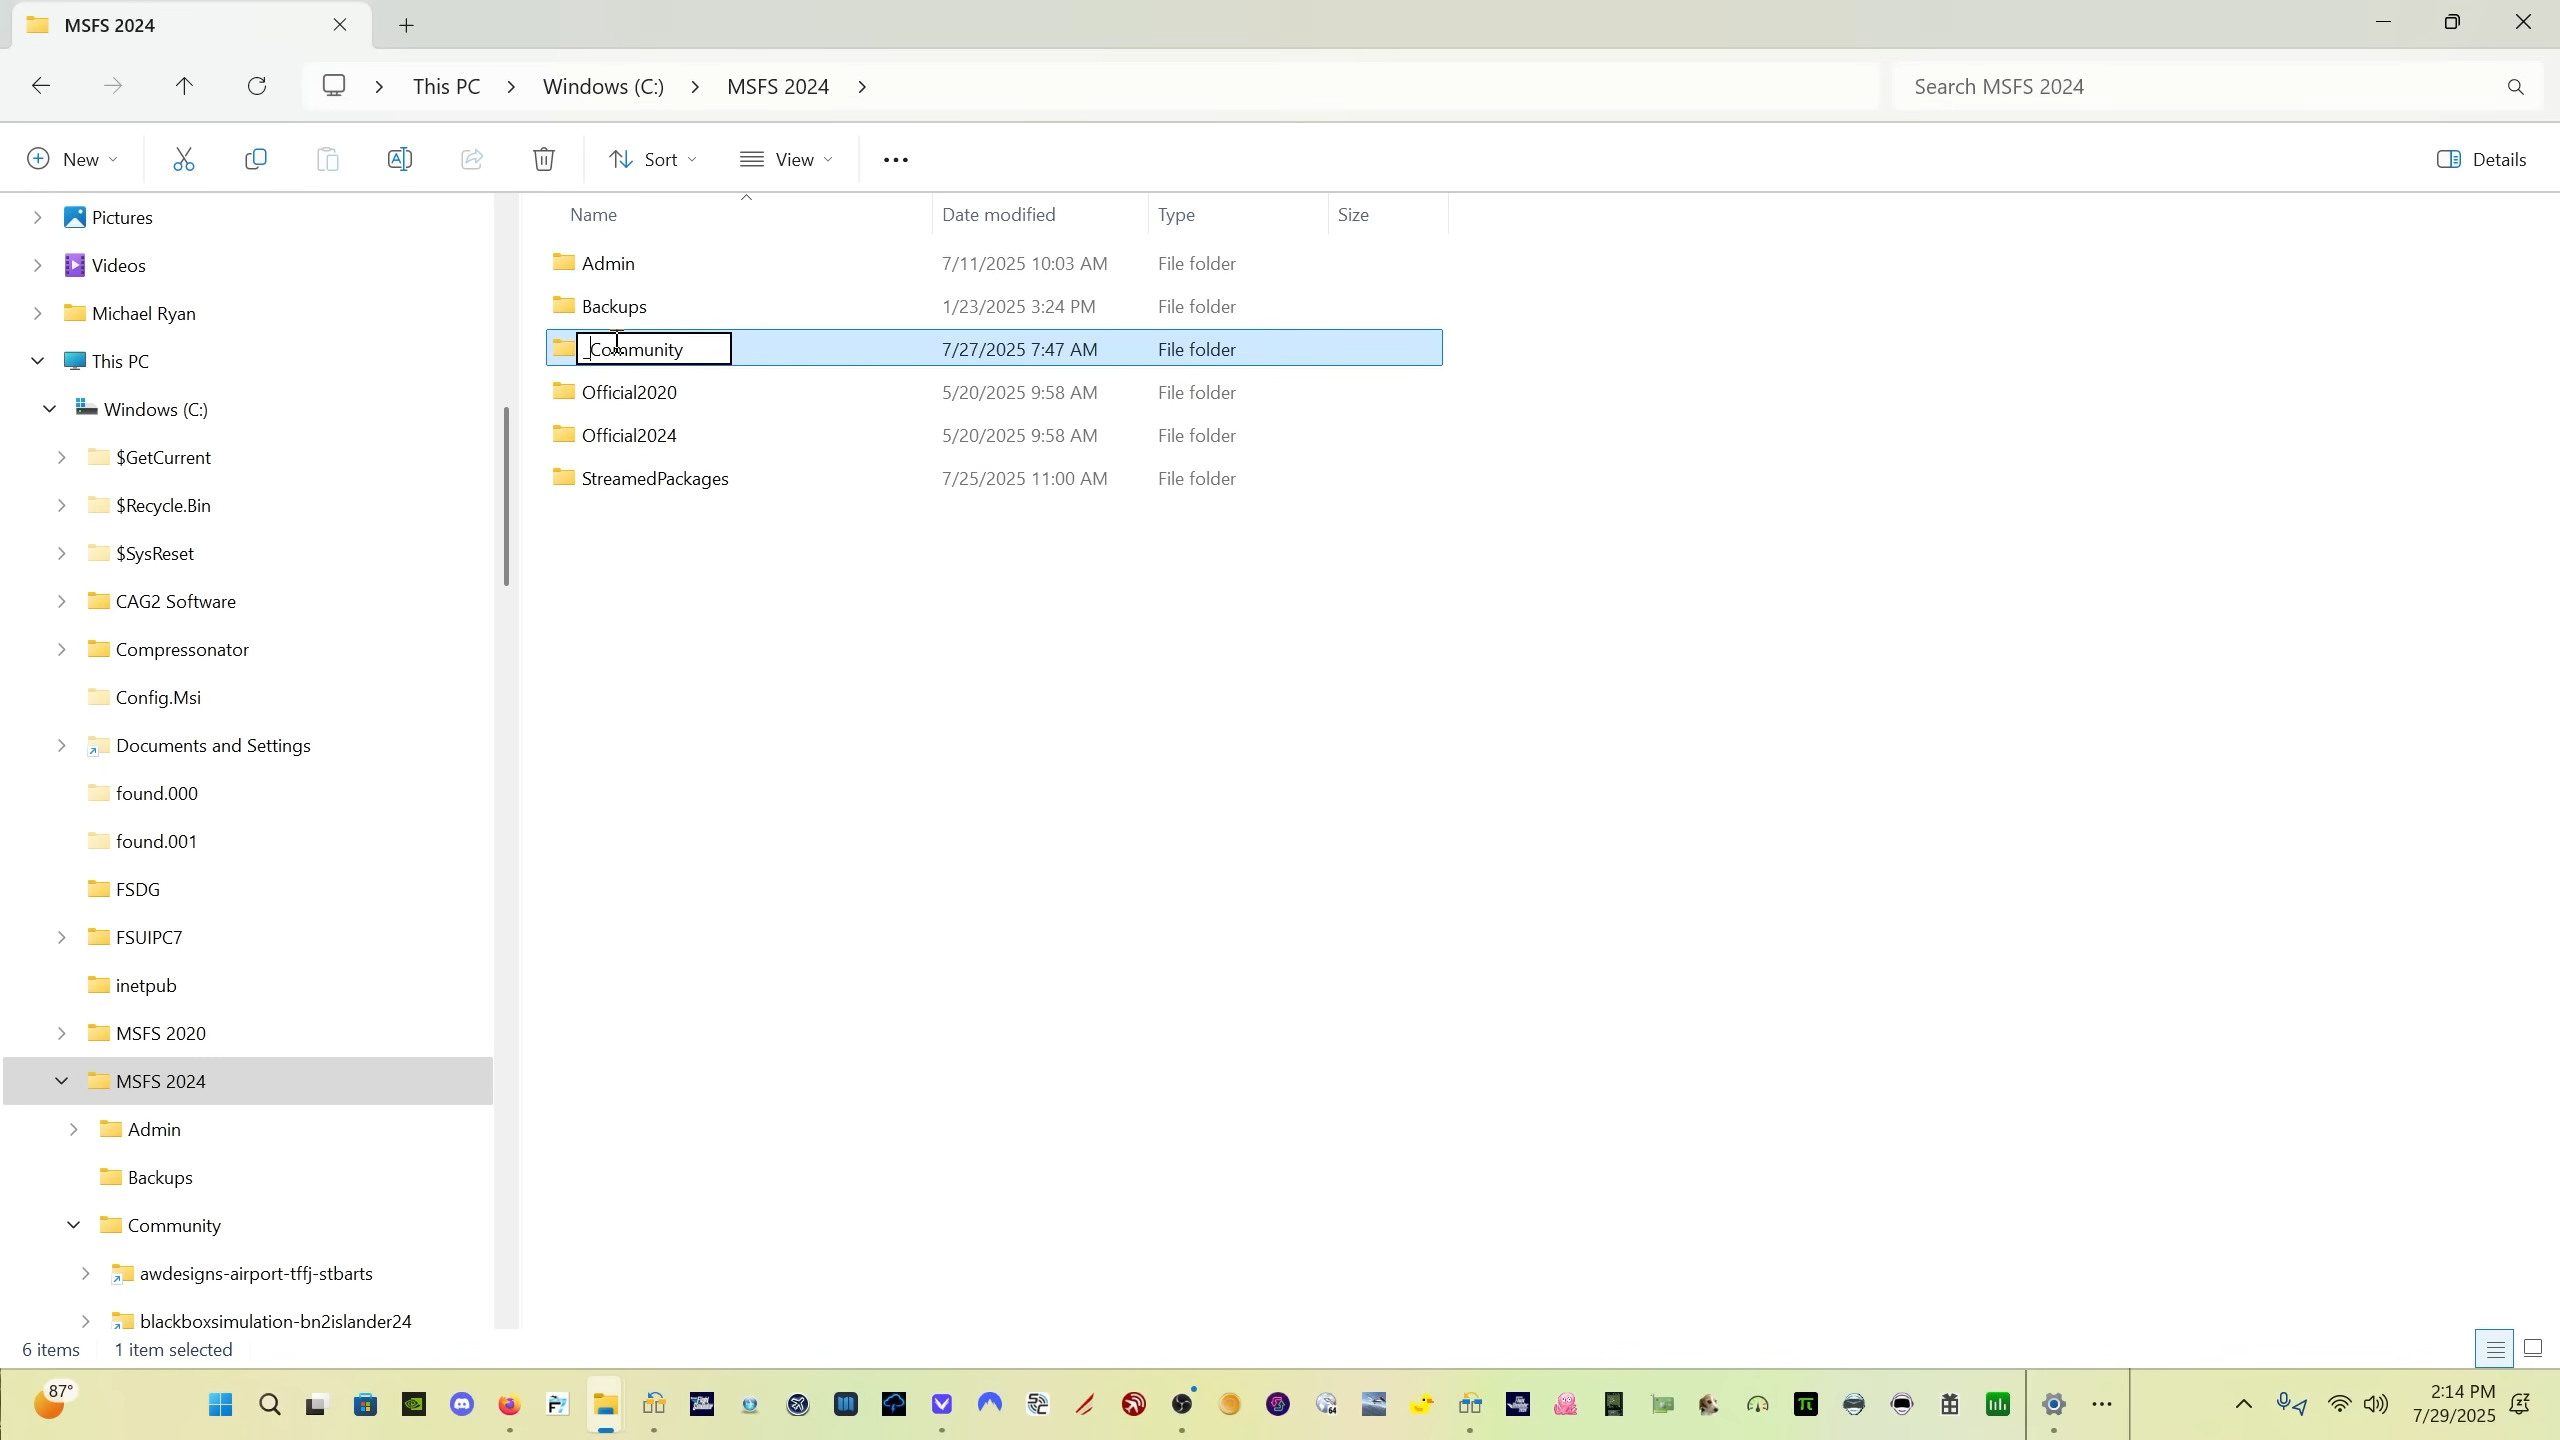 MSFS 2024
This PC
Windows (C:)
MSFS 2024
Search MSFS 2024
New
Sort
View
Details
Pictures
Videos
Michael Ryan
This PC
Windows (C:)
$GetCurrent
$Recycle.Bin
$SysReset
CAG2 Software
Compressonator
Config.Msi
Documents and Settings
found.000
found.001
FSDG
FSUIPC7
inetpub
MSFS 2020
MSFS 2024
Admin
Backups
Community
awdesigns-airport-tffj-stbarts
blackboxsimulation-bn2islander24
Name Date modified Type Size
Admin 7/11/2025 10:03 AM File folder
Backups 1/23/2025 3:24 PM File folder
_Community 7/27/2025 7:47 AM File folder
Official2020 5/20/2025 9:58 AM File folder
Official2024 5/20/2025 9:58 AM File folder
StreamedPackages 7/25/2025 11:00 AM File folder
6 items 1 item selected
87°
2:14 PM
7/29/2025